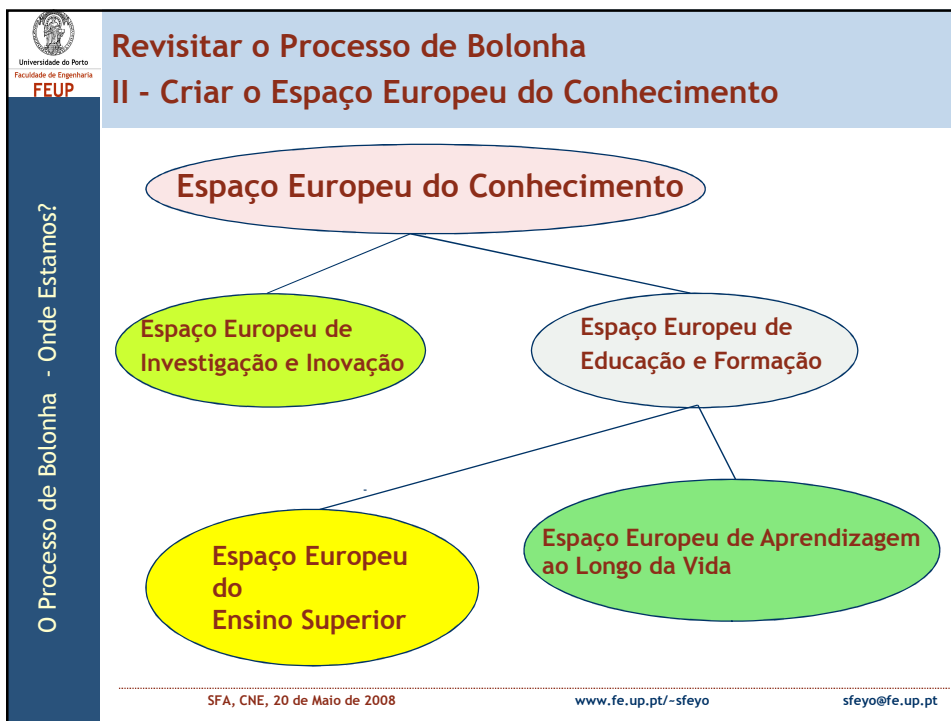 Universidade do Porto
Faculdade de Engenharia
FEUP
Revisitar o Processo de Bolonha
II - Criar o Espaço Europeu do Conhecimento
O Processo de Bolonha - Onde Estamos?
Espaço Europeu do Conhecimento
Espaço Europeu de
Investigação e Inovação
Espaço Europeu de
Educação e Formação
Espaço Europeu
do
Ensino Superior
Espaço Europeu de Aprendizagem
ao Longo da Vida
SFA, CNE, 20 de Maio de 2008
www.fe.up.pt/~sfeyo
sfeyo@fe.up.pt